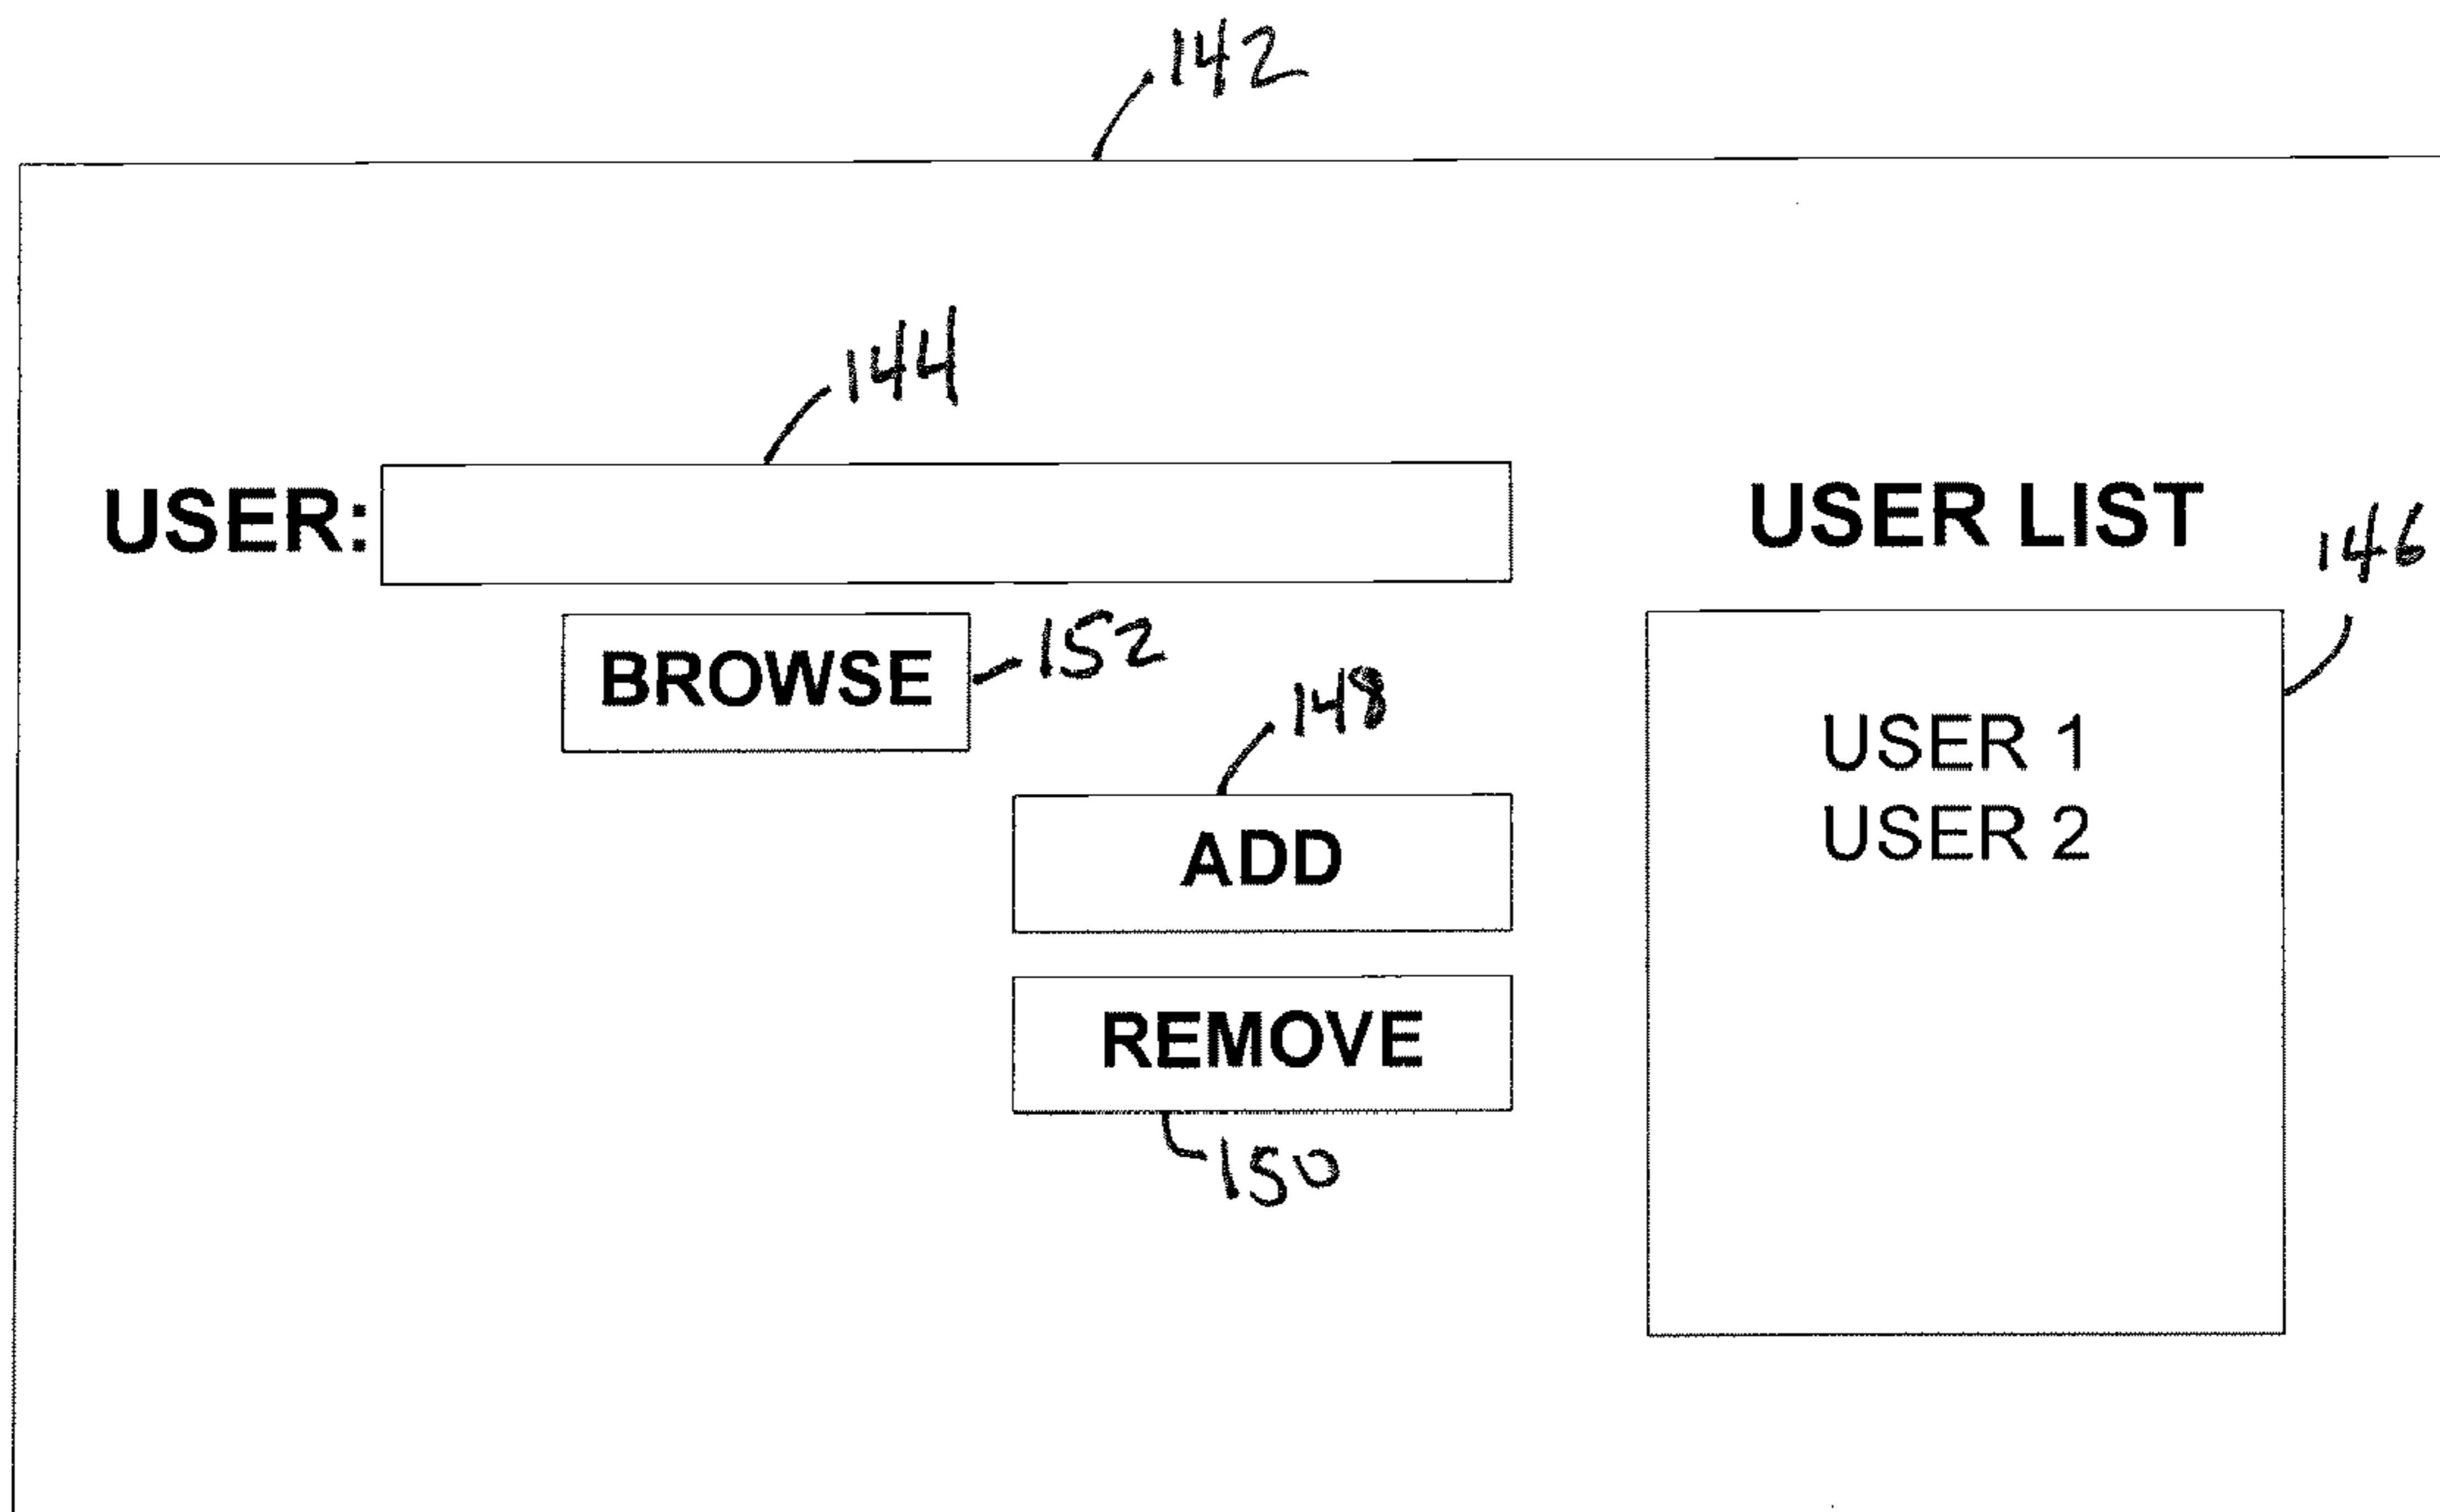 142
144
USER:
USER LIST
146
BROWSE
152
148
USER 1
ADD
USER 2
REMOVE
150